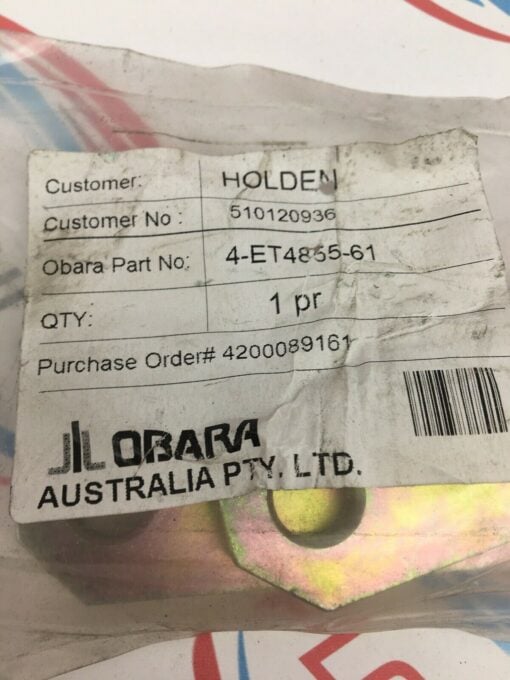 Customer: HOLDEN
Customer No : 510120936
Obara Part No: 4-ET4855-61
QTY: 1 pr
Purchase Order# 4200089161
OBARA
AUSTRALIA PTY. LTD.